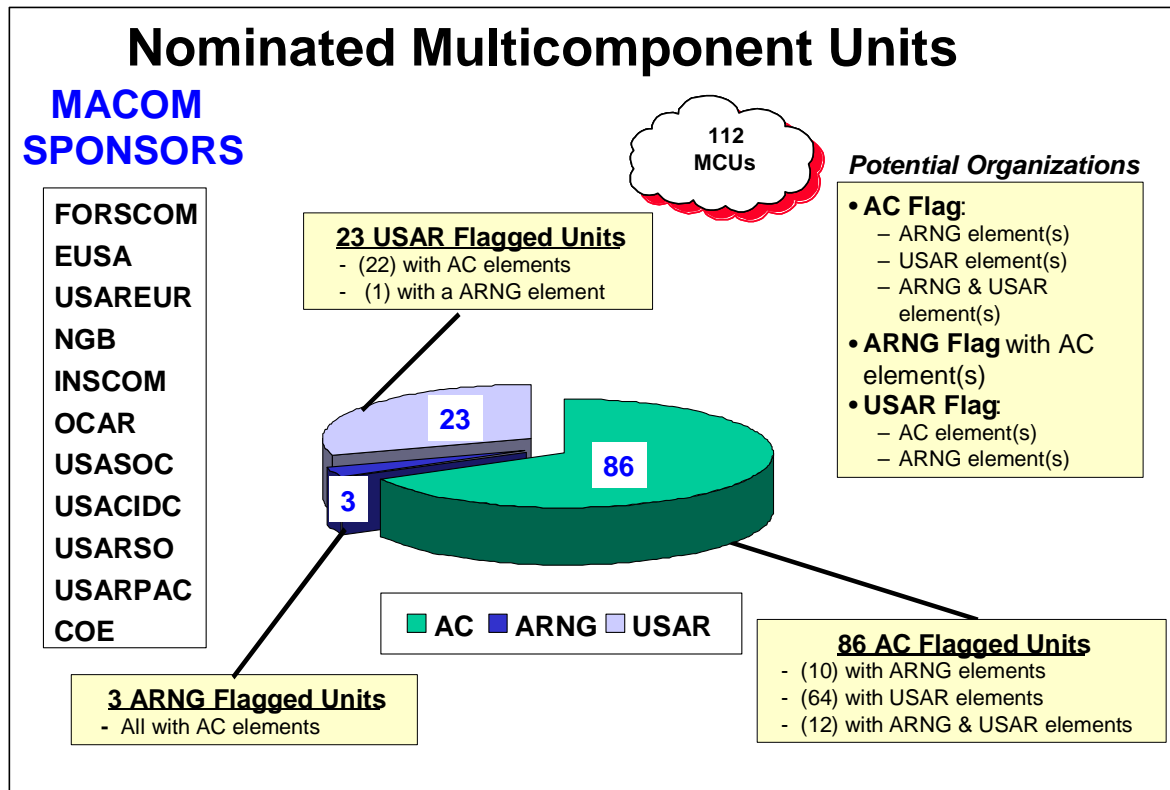 Nominated Multicomponent Units
MACOM
SPONSORS
FORSCOM
EUSA
USAREUR
NGB
INSCOM
OCAR
USASOC
USACIDC
USARSO
USARPAC
COE
112
MCUs
Potential Organizations
• AC Flag:
– ARNG element(s)
– USAR element(s)
– ARNG & USAR
element(s)
• ARNG Flag with AC
element(s)
• USAR Flag:
– AC element(s)
– ARNG element(s)
23 USAR Flagged Units
- (22) with AC elements
- (1) with a ARNG element
23
86
3
AC ARNG USAR
3 ARNG Flagged Units
- All with AC elements
86 AC Flagged Units
- (10) with ARNG elements
- (64) with USAR elements
- (12) with ARNG & USAR elements